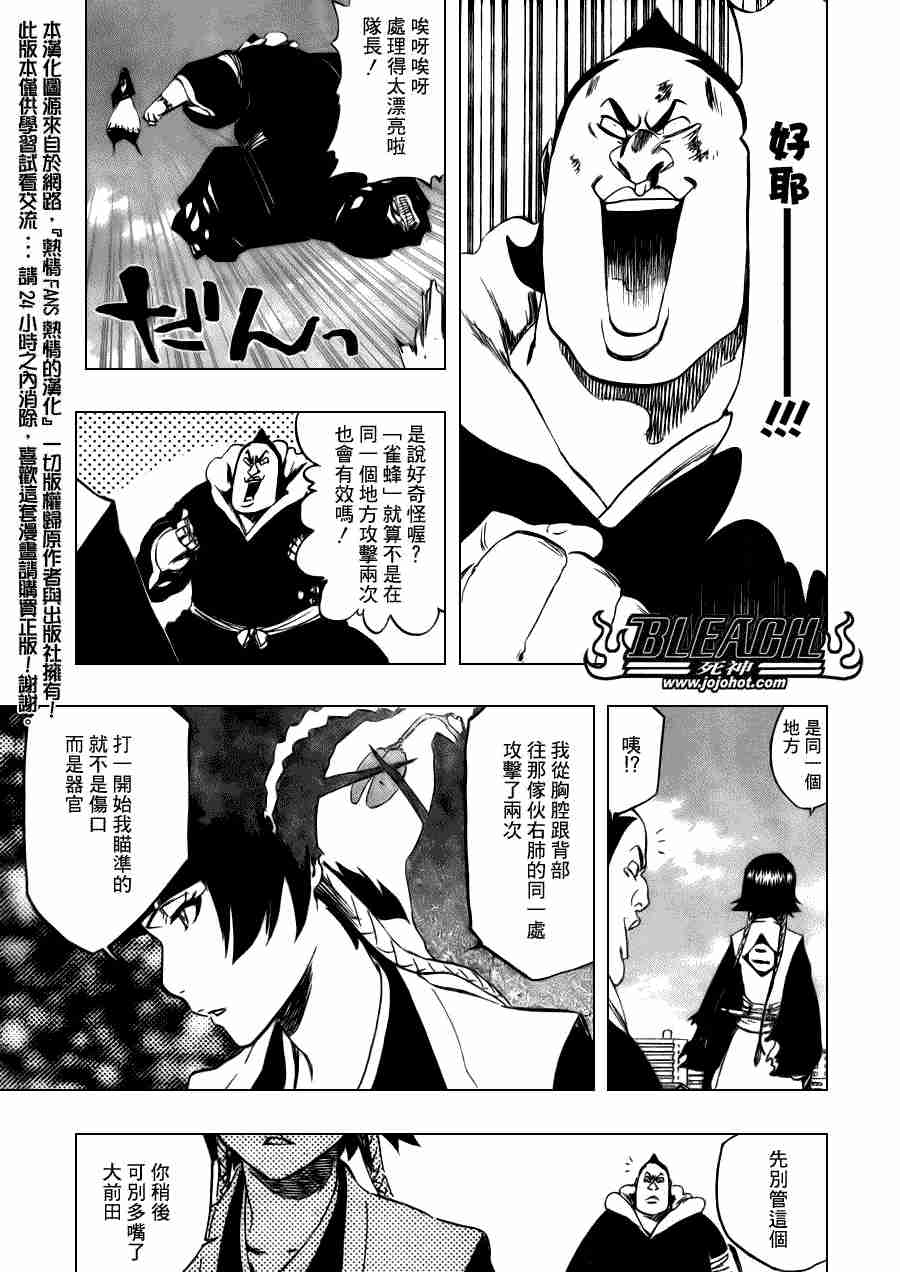 好耶——!!!
唉呀唉呀
處理得太漂亮啦
隊長！
だんっ
是說好奇怪喔？
「雀蜂」就算不是在
同一個地方攻擊兩次
也會有效嗎！
BLEACH
死神
www.jojohot.com
是同一個
地方
咦!?
我從胸腔跟背部
往那傢伙右肺的同一處
攻擊了兩次
打一開始我瞄準的
就不是傷口
而是器官
先別管這個
你稍後
可別多嘴了
大前田
本漢化圖源來自於網路，『熱情FANS 熱情的漢化』一切版權歸原作者與出版社擁有！
此版本僅供學習試看交流…請24小時之內消除，喜歡這套漫畫請購買正版！謝謝。